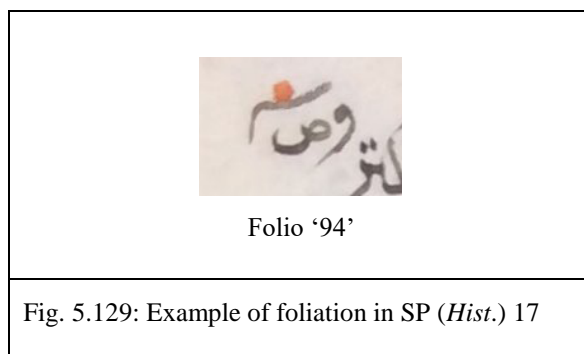 Folio ‘94’
Fig. 5.129: Example of foliation in SP (Hist.) 17